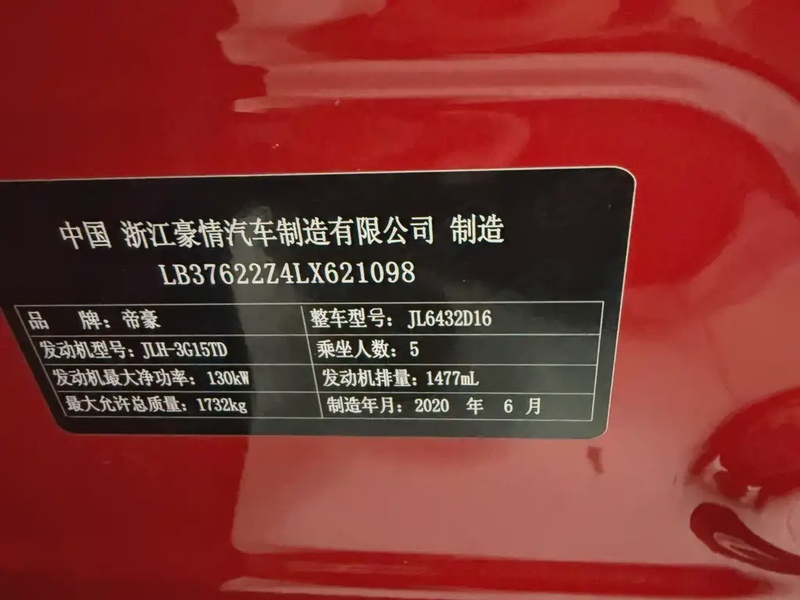 中国 浙江豪情汽车制造有限公司 制造
LB37622Z4LX621098
品 牌：帝豪 整车型号：JL6432D16
发动机型号：JLH-3G15TD 乘坐人数：5
发动机最大净功率：130kW 发动机排量：1477mL
最大允许总质量：1732kg 制造年月：2020 年 6 月